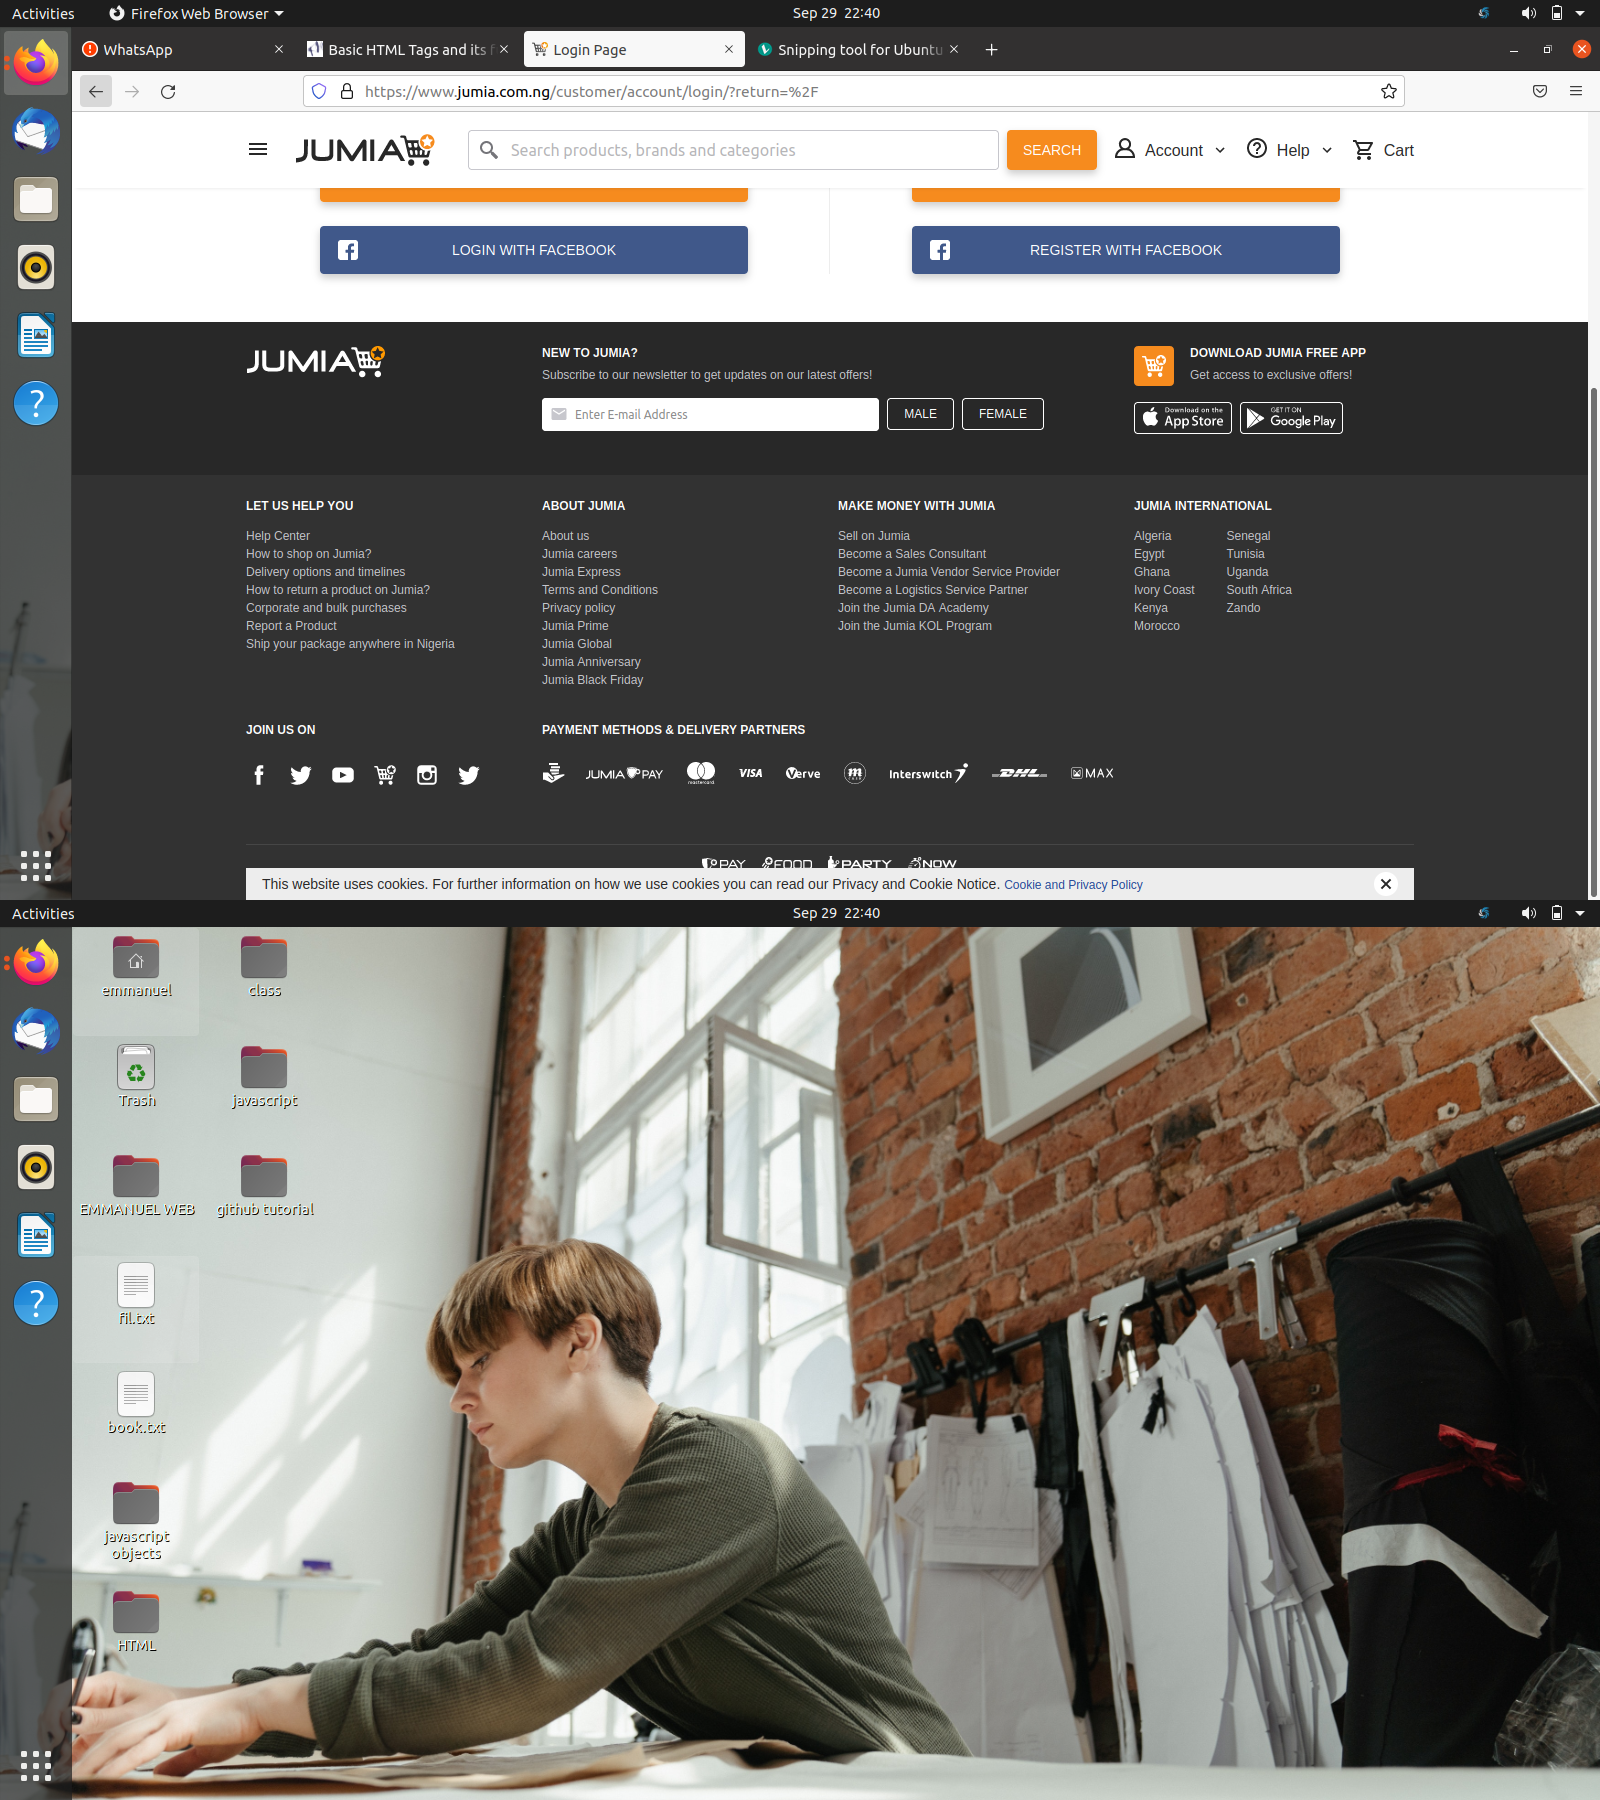 Activities
Firefox Web Browser
Sep 29 22:40
WhatsApp
Basic HTML Tags and its f
Login Page
Snipping tool for Ubuntu
https://www.jumia.com.ng/customer/account/login/?return=%2F
JUMIA
Search products, brands and categories
SEARCH
Account
Help
Cart
LOGIN WITH FACEBOOK
REGISTER WITH FACEBOOK
JUMIA
NEW TO JUMIA?
Subscribe to our newsletter to get updates on our latest offers!
Enter E-mail Address
MALE
FEMALE
DOWNLOAD JUMIA FREE APP
Get access to exclusive offers!
Download on the
App Store
GET IT ON
Google Play
LET US HELP YOU
Help Center
How to shop on Jumia?
Delivery options and timelines
How to return a product on Jumia?
Corporate and bulk purchases
Report a Product
Ship your package anywhere in Nigeria
ABOUT JUMIA
About us
Jumia careers
Jumia Express
Terms and Conditions
Privacy policy
Jumia Prime
Jumia Global
Jumia Anniversary
Jumia Black Friday
MAKE MONEY WITH JUMIA
Sell on Jumia
Become a Sales Consultant
Become a Jumia Vendor Service Provider
Become a Logistics Service Partner
Join the Jumia DA Academy
Join the Jumia KOL Program
JUMIA INTERNATIONAL
Algeria
Egypt
Ghana
Ivory Coast
Kenya
Morocco
Senegal
Tunisia
Uganda
South Africa
Zando
JOIN US ON
PAYMENT METHODS & DELIVERY PARTNERS
JUMIA PAY
mastercard
VISA
Verve
m
Interswitch
DHL
MAX
PAY
FOOD
PARTY
NOW
This website uses cookies. For further information on how we use cookies you can read our Privacy and Cookie Notice. Cookie and Privacy Policy
Activities
Sep 29 22:40
emmanuel
class
Trash
javascript
EMMANUEL WEB
github tutorial
fil.txt
book.txt
javascript
objects
HTML